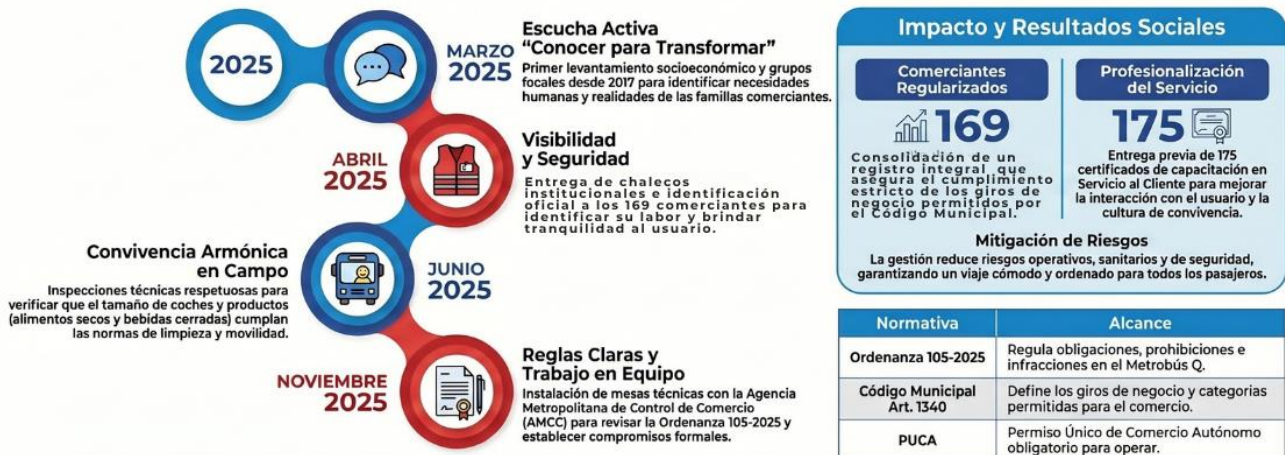 2025
MARZO
2025
Escucha Activa
“Conocer para Transformar”
Primer levantamiento socioeconómico y grupos
focales desde 2017 para identificar necesidades
humanas y realidades de las famillas comerciantes.
ABRIL
2025
Visibilidad
y Seguridad
Entrega de chalecos
institucionales e identificación
oficial a los 169 comerciantes para
identificar su labor y brindar
tranquilidad al usuario.
Convivencia Armónica
en Campo
Inspecciones técnicas respetuosas para
verificar que el tamaño de coches y productos
(alimentos secos y bebidas cerradas) cumplan
las normas de limpieza y movilidad.
JUNIO
2025
NOVIEMBRE
2025
Reglas Claras y
Trabajo en Equipo
Instalación de mesas técnicas con la Agencia
Metropolitana de Control de Comercio
(AMCC) para revisar la Ordenanza 105-2025 y
establecer compromisos formales.
Impacto y Resultados Sociales
Comerciantes
Regularizados
169
Consolidación de un
registro integral que
asegura el cumplimiento
estricto de los giros de
negocio permitidos por
el Código Municipal.
Profesionalización
del Servicio
175
Entrega previa de 175
certificados de capacitación en
Servicio al Cliente para mejorar
la interacción con el usuario y la
cultura de convivencia.
Mitigación de Riesgos
La gestión reduce riesgos operativos, sanitarios y de seguridad,
garantizando un viaje cómodo y ordenado para todos los pasajeros.
Normativa Alcance
Ordenanza 105-2025 Regula obligaciones, prohibiciones e
infracciones en el Metrobús Q.
Código Municipal
Art. 1340 Define los giros de negocio y categorias
permitidas para el comercio.
PUCA Permiso Único de Comercio Autónomo
obligatorio para operar.